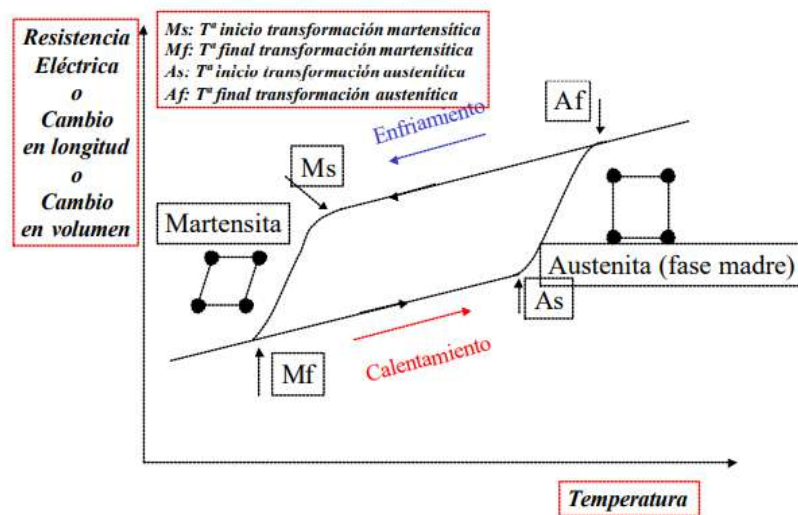 Resistencia
Eléctrica
o
Cambio
en longitud
o
Cambio
en volumen
Ms: Tª inicio transformación martensítica
Mf: Tª final transformación martensítica
As: Tª inicio transformación austenítica
Af: Tª final transformación austenítica
Af
Enfriamiento
Ms
Martensita
Austenita (fase madre)
As
Mf
Calentamiento
Temperatura